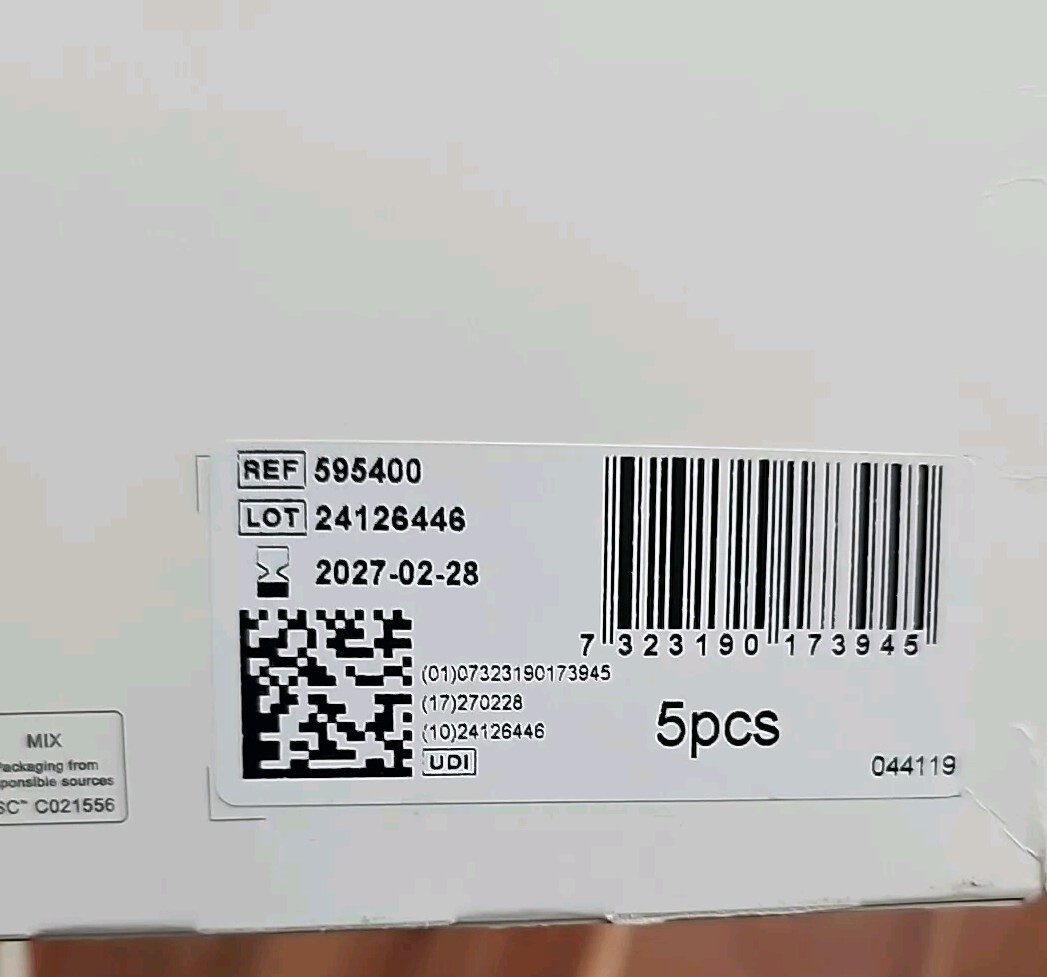 REF 595400
LOT 24126446
2027-02-28
7 323190 173945
(01)07323190173945
(17)270228
(10)24126446
UDI
5pcs
044119
MIX
Packaging from
ponsible sources
SC™ C021556